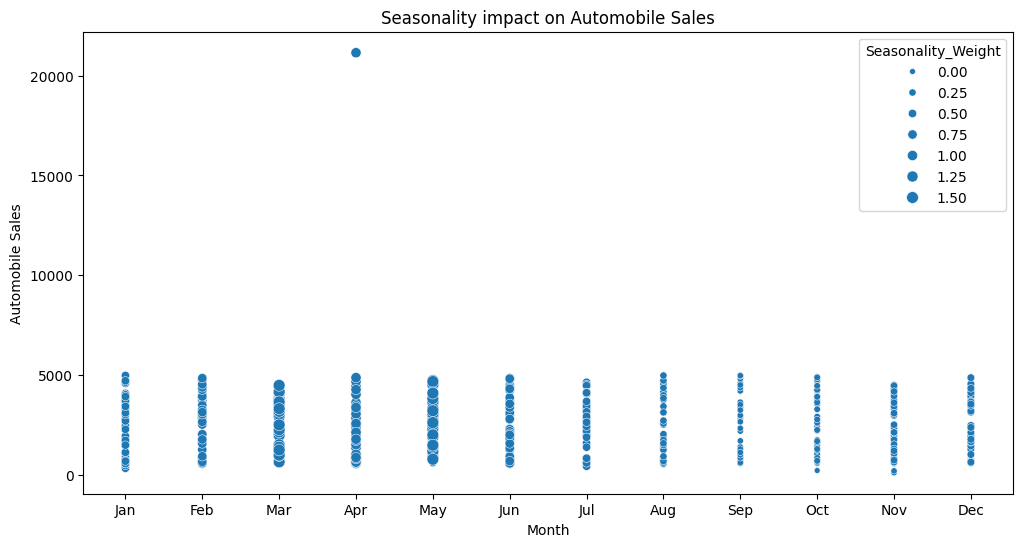 Seasonality impact on Automobile Sales
Seasonality_Weight
0.00
0.25
0.50
0.75
1.00
1.25
1.50
Automobile Sales
20000
15000
10000
5000
0
Jan Feb Mar Apr May Jun Jul Aug Sep Oct Nov Dec
Month